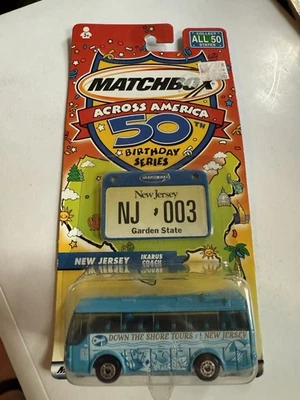 COLLECT
ALL 50
STATES
MATCHBOX
ACROSS AMERICA
50TH
BIRTHDAY
SERIES
MATCHBOX
New Jersey
NJ '003
Garden State
NEW JERSEY
IKARUS
COACH
DOWN THE SHORE TOURS
NEW JERSEY